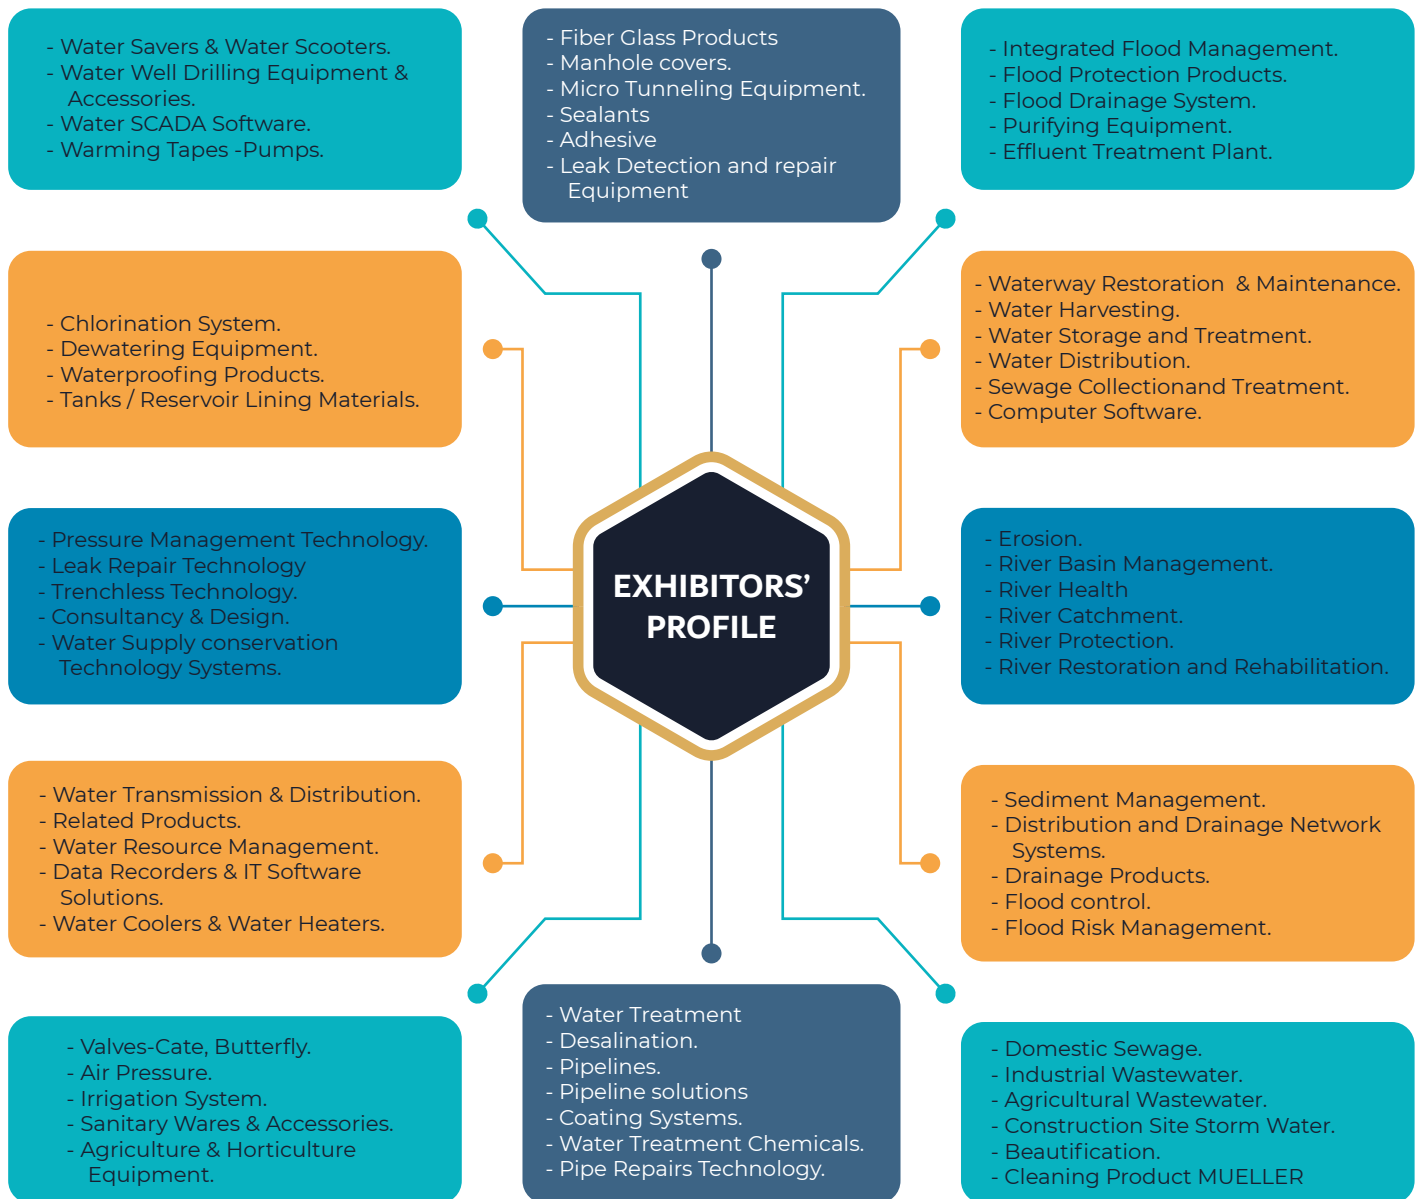 - Water Savers & Water Scooters.
- Water Well Drilling Equipment &
Accessories.
- Water SCADA Software.
- Warming Tapes -Pumps.
- Fiber Glass Products
- Manhole covers.
- Micro Tunneling Equipment.
- Sealants
- Adhesive
- Leak Detection and repair
Equipment
- Integrated Flood Management.
- Flood Protection Products.
- Flood Drainage System.
- Purifying Equipment.
- Effluent Treatment Plant.
- Chlorination System.
- Dewatering Equipment.
- Waterproofing Products.
- Tanks / Reservoir Lining Materials.
- Waterway Restoration & Maintenance.
- Water Harvesting.
- Water Storage and Treatment.
- Water Distribution.
- Sewage Collectionand Treatment.
- Computer Software.
- Pressure Management Technology.
- Leak Repair Technology
- Trenchless Technology.
- Consultancy & Design.
- Water Supply conservation
Technology Systems.
EXHIBITORS’
PROFILE
- Erosion.
- River Basin Management.
- River Health
- River Catchment.
- River Protection.
- River Restoration and Rehabilitation.
- Water Transmission & Distribution.
- Related Products.
- Water Resource Management.
- Data Recorders & IT Software
Solutions.
- Water Coolers & Water Heaters.
- Sediment Management.
- Distribution and Drainage Network
Systems.
- Drainage Products.
- Flood control.
- Flood Risk Management.
- Valves-Cate, Butterfly.
- Air Pressure.
- Irrigation System.
- Sanitary Wares & Accessories.
- Agriculture & Horticulture
Equipment.
- Water Treatment
- Desalination.
- Pipelines.
- Pipeline solutions
- Coating Systems.
- Water Treatment Chemicals.
- Pipe Repairs Technology.
- Domestic Sewage.
- Industrial Wastewater.
- Agricultural Wastewater.
- Construction Site Storm Water.
- Beautification.
- Cleaning Product MUELLER